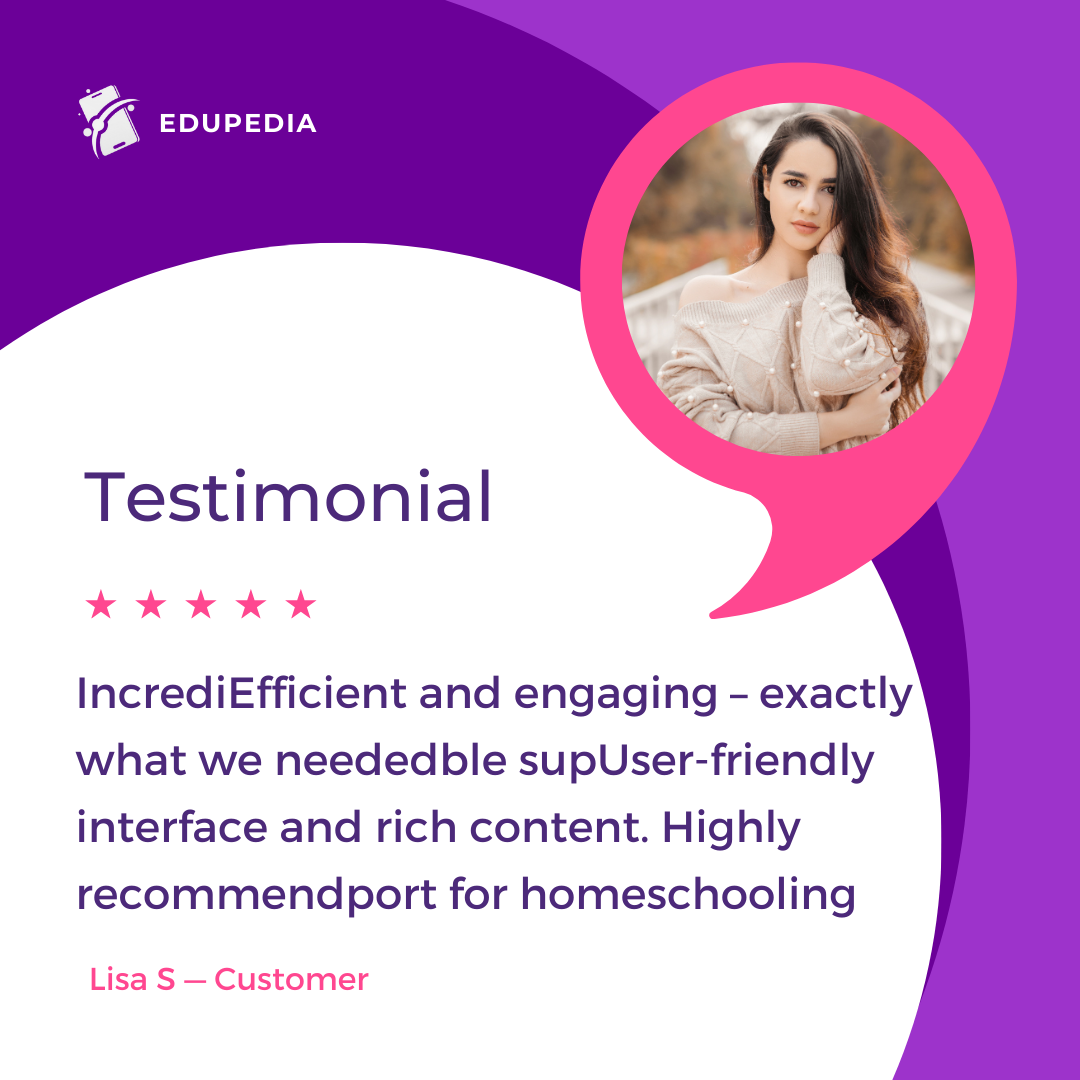 EDUPEDIA
Testimonial
★ ★ ★ ★ ★
IncrediEfficient and engaging – exactly
what we neededble supUser-friendly
interface and rich content. Highly
recommendport for homeschooling
Lisa S — Customer